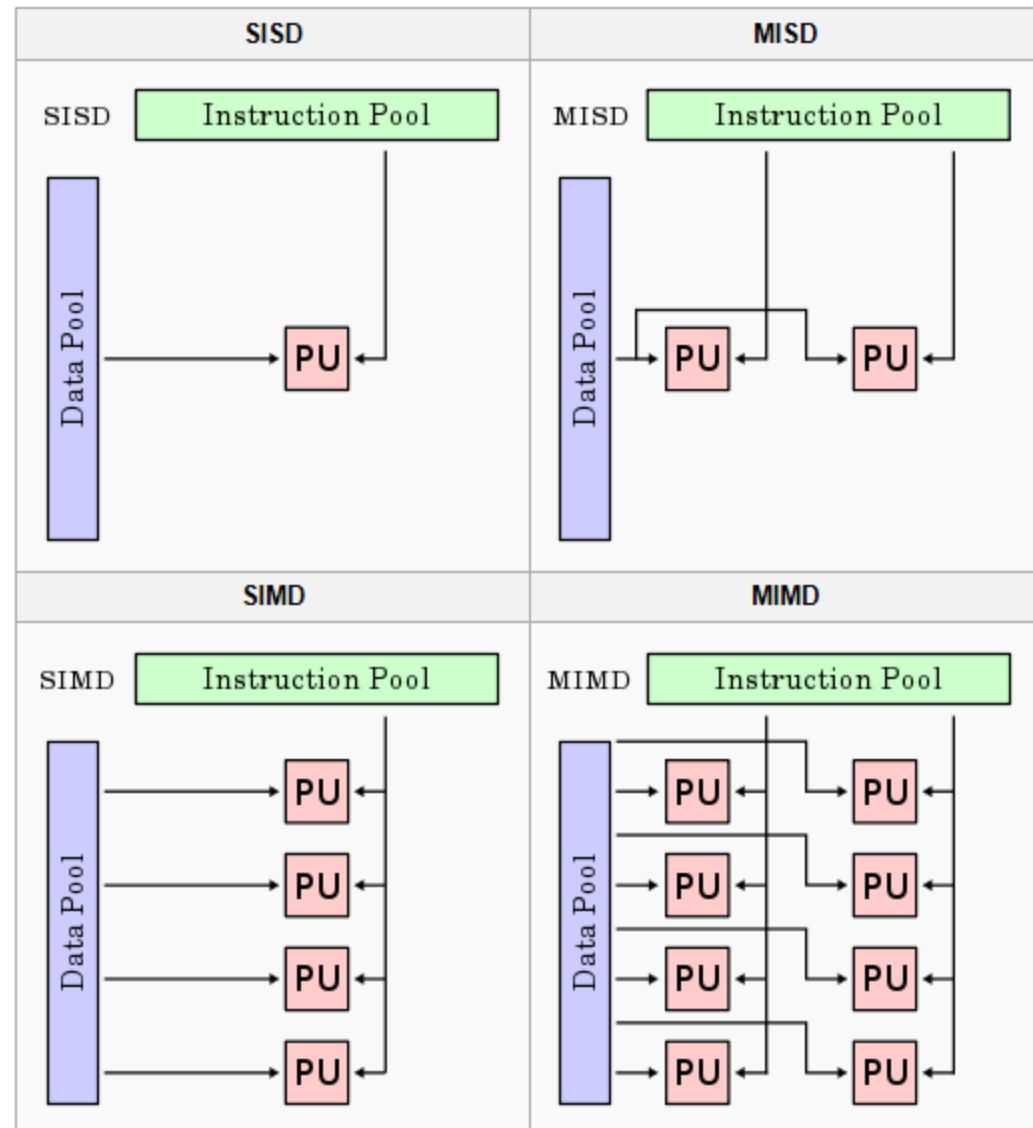 SISD MISD
SISD Instruction Pool
MISD Instruction Pool
Data Pool
PU
Data Pool
PU PU
SIMD MIMD
SIMD Instruction Pool
MIMD Instruction Pool
Data Pool
PU
PU
PU
PU
Data Pool
PU PU
PU PU
PU PU
PU PU